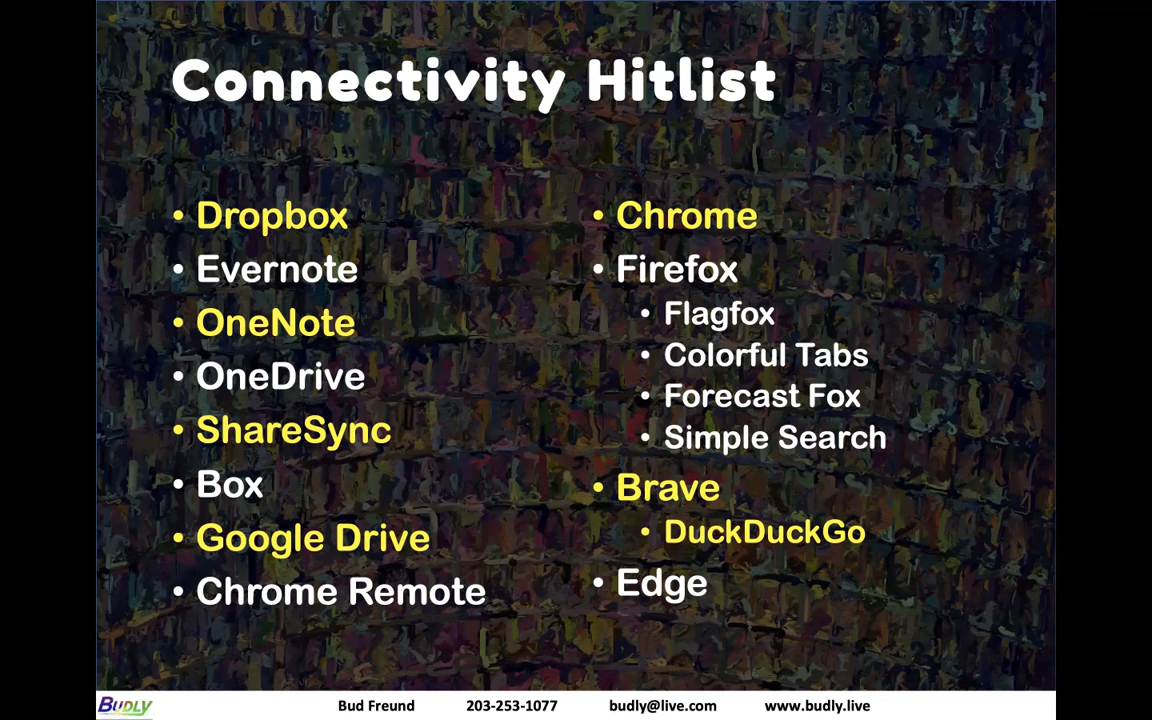 Connectivity Hitlist
• Dropbox
• Evernote
• OneNote
• OneDrive
• ShareSync
• Box
• Google Drive
• Chrome Remote
• Chrome
• Firefox
• Flagfox
• Colorful Tabs
• Forecast Fox
• Simple Search
• Brave
• DuckDuckGo
• Edge
BUDLY Bud Freund 203-253-1077 budly@live.com www.budly.live